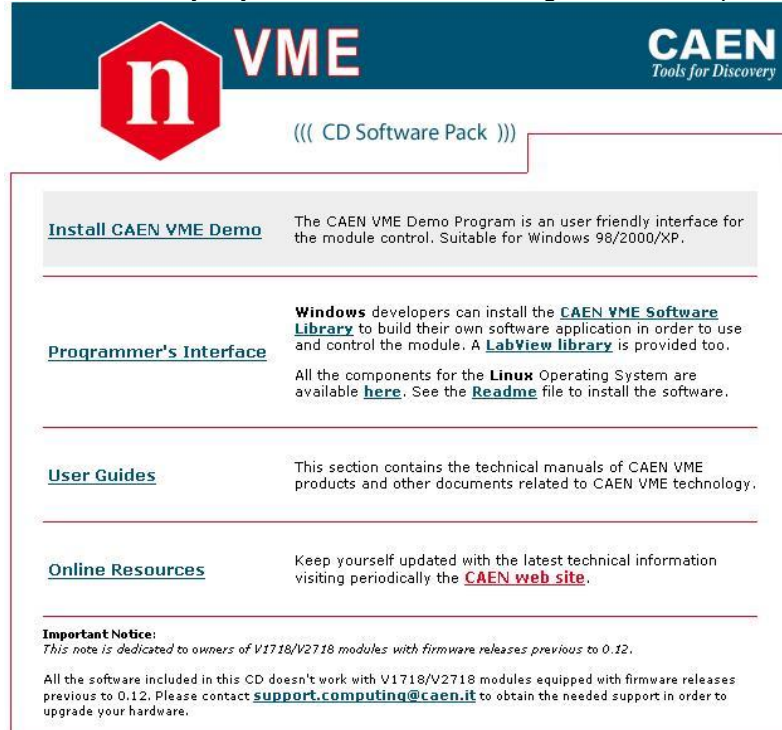 n VME
CAEN
Tools for Discovery
((( CD Software Pack )))
Install CAEN VME Demo
The CAEN VME Demo Program is an user friendly interface for
the module control. Suitable for Windows 98/2000/XP.
Programmer's Interface
Windows developers can install the CAEN VME Software
Library to build their own software application in order to use
and control the module. A LabView library is provided too.
All the components for the Linux Operating System are
available here. See the Readme file to install the software.
User Guides
This section contains the technical manuals of CAEN VME
products and other documents related to CAEN VME technology.
Online Resources
Keep yourself updated with the latest technical information
visiting periodically the CAEN web site.
Important Notice:
This note is dedicated to owners of V1718/V2718 modules with firmware releases previous to 0.12.
All the software included in this CD doesn't work with V1718/V2718 modules equipped with firmware releases
previous to 0.12. Please contact support.computing@caen.it to obtain the needed support in order to
upgrade your hardware.